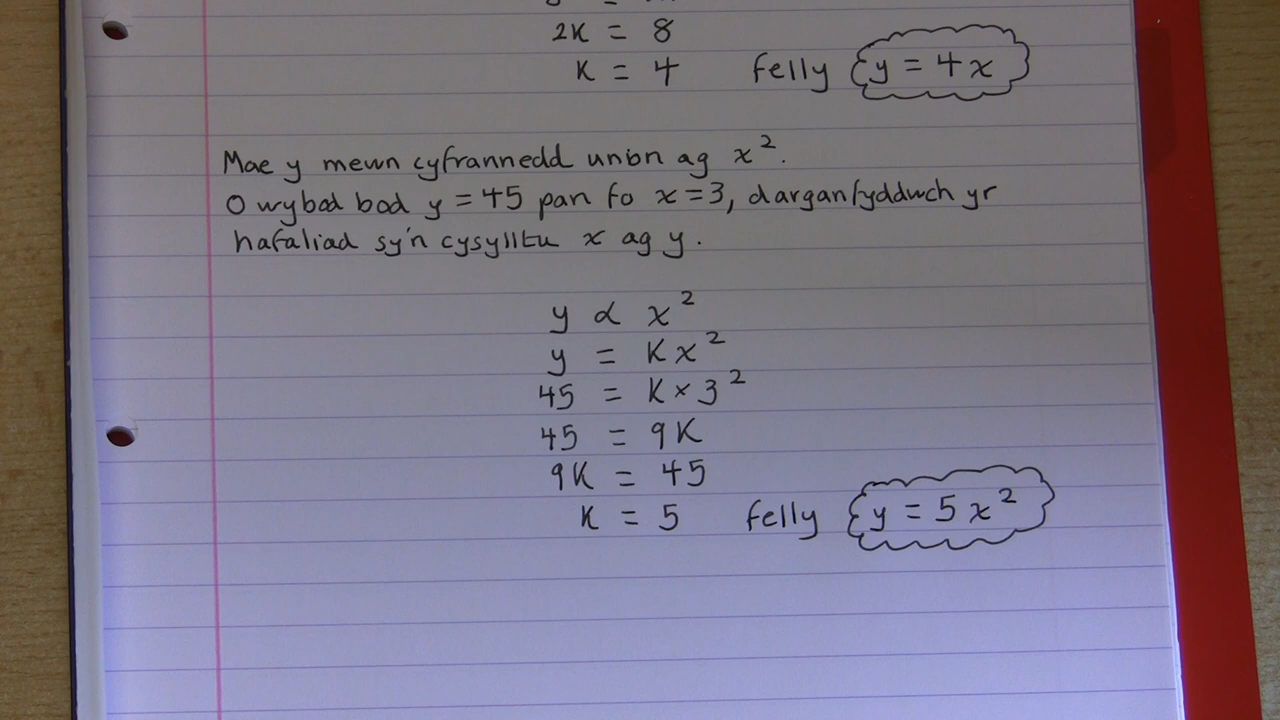 2K = 8
K = 4 felly y = 4x
Mae y mewn cyfrannedd union ag x².
O wybod bod y = 45 pan fo x = 3, darganfyddwch yr
hafaliad sy'n cysylltu x ag y.
y ∝ x²
y = Kx²
45 = K × 3²
45 = 9K
9K = 45
K = 5 felly y = 5x²